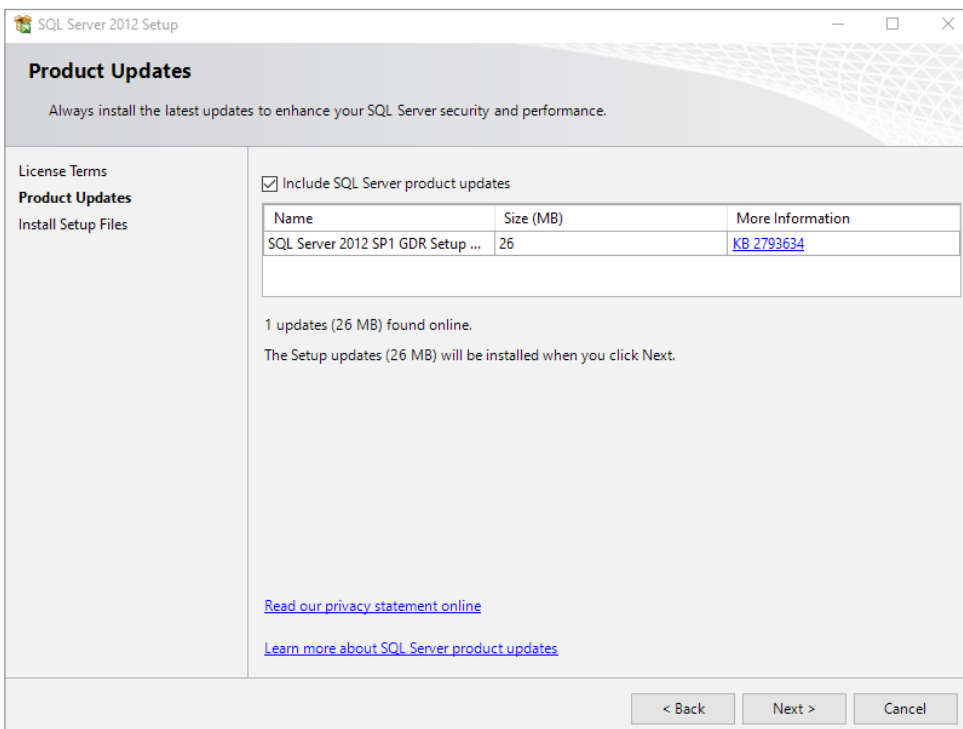 SQL Server 2012 Setup
Product Updates
Always install the latest updates to enhance your SQL Server security and performance.
License Terms
Product Updates
Install Setup Files
Include SQL Server product updates
Name Size (MB) More Information
SQL Server 2012 SP1 GDR Setup ... 26 KB 2793634
1 updates (26 MB) found online.
The Setup updates (26 MB) will be installed when you click Next.
Read our privacy statement online
Learn more about SQL Server product updates
< Back Next > Cancel